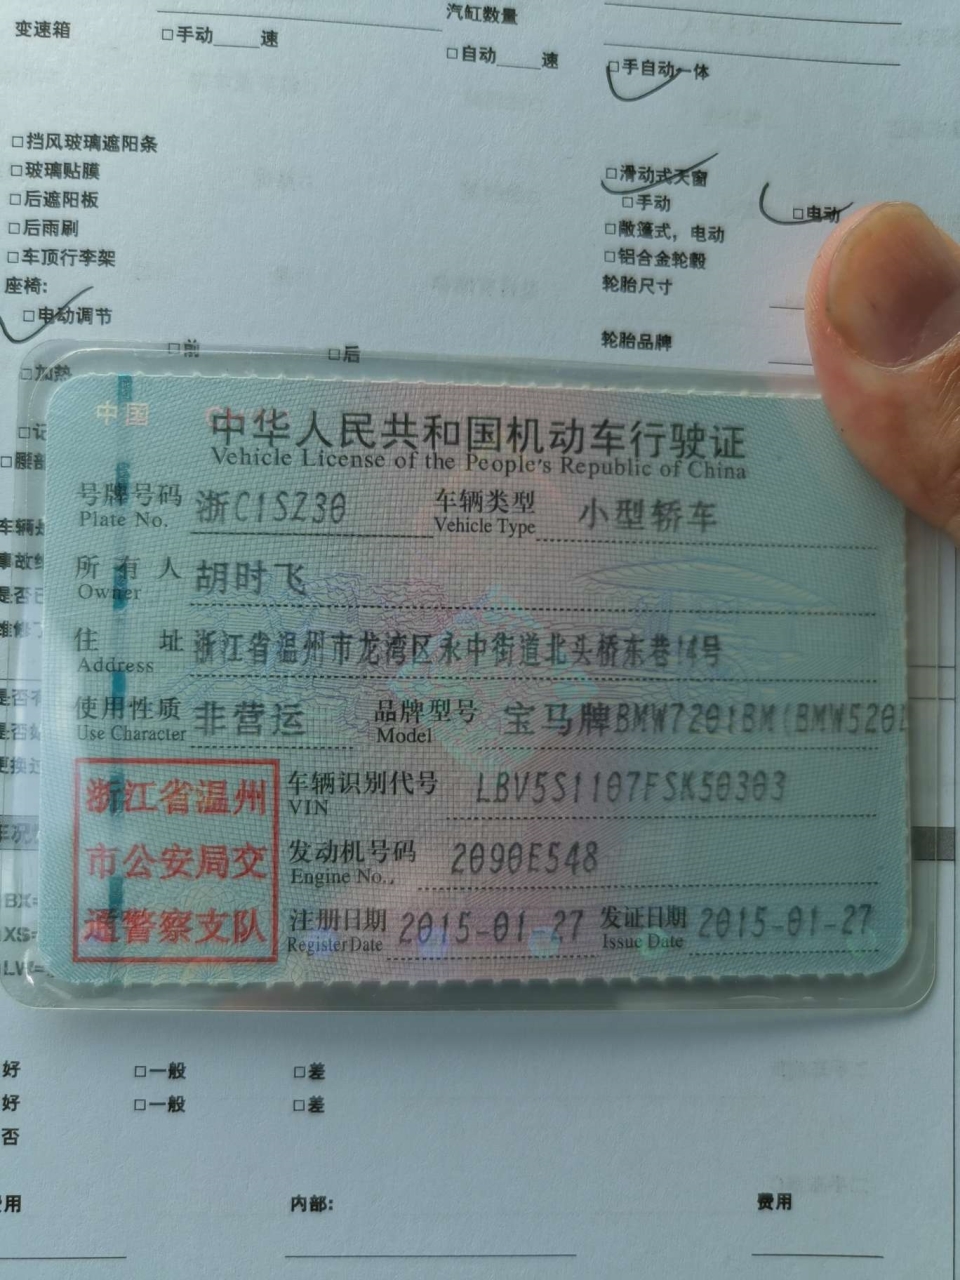 变速箱 □手动____速 汽缸数量
□自动____速 □手自动一体
□挡风玻璃遮阳条
□玻璃贴膜 □滑动式天窗
□后遮阳板 □手动 □电动
□后雨刷 □敞篷式，电动
□车顶行李架 □铝合金轮毂
座椅: 轮胎尺寸
□电动调节
□前 □后 轮胎品牌
□加热
中国
中华人民共和国机动车行驶证
Vehicle License of the People's Republic of China
号牌号码 浙C1SZ30 车辆类型 小型轿车
Plate No. Vehicle Type
所有人 胡时飞
Owner
住址 浙江省温州市龙湾区永中街道北头桥东巷14号
Address
使用性质 非营运 品牌型号 宝马牌BMW7201BM(BMW520L
Use Character Model
浙江省温州
市公安局交
通警察支队
车辆识别代号 LBV5S1107FSK50303
VIN
发动机号码 2090E548
Engine No.
注册日期 2015-01-27 发证日期 2015-01-27
Register Date Issue Date
好 □一般 □差
好 □一般 □差
否
费用 内部: 费用